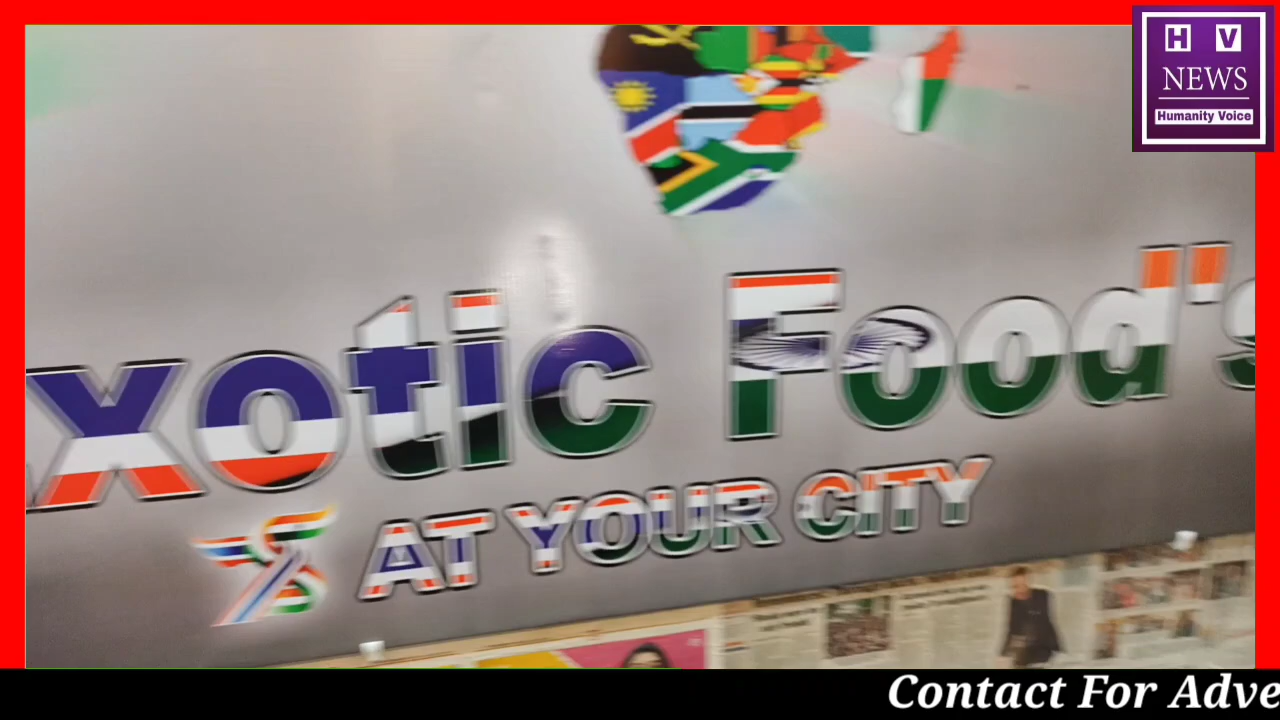 H V
NEWS
Humanity Voice
xotic Food's
AT YOUR CITY
Contact For Adve